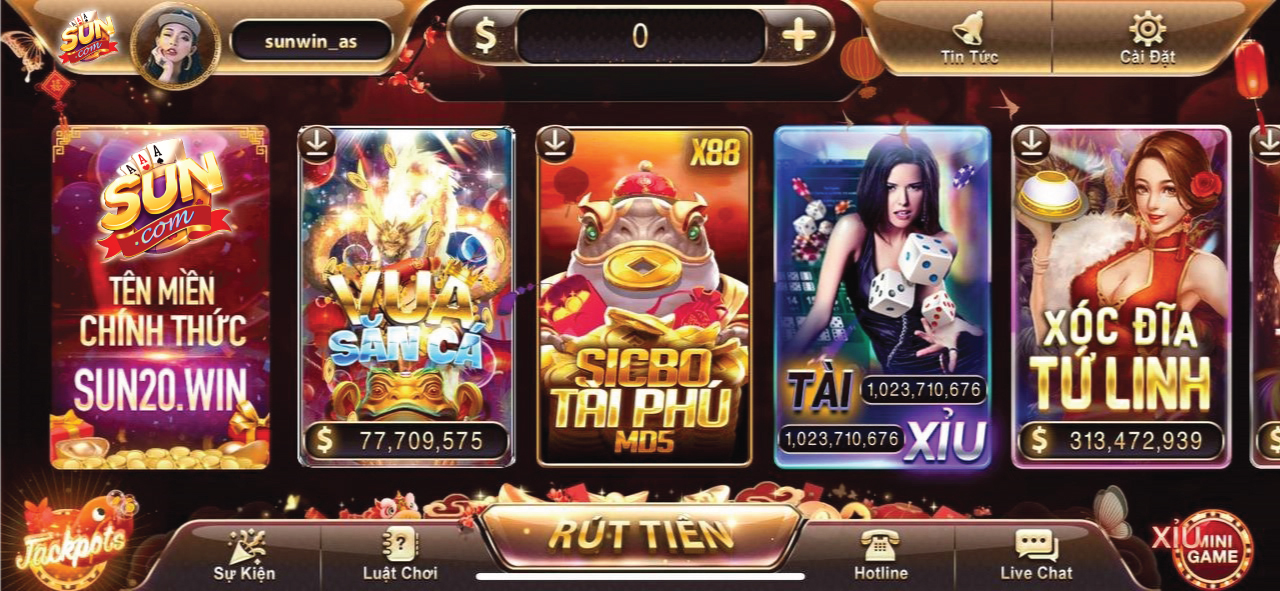 SUN
.com
sunwin_as
$
0
+
Tin Tức
Cài Đặt
SUN
.com
TÊN MIỀN
CHÍNH THỨC
SUN20.WIN
VUA
SĂN CÁ
$ 77,709,575
X88
SICBO
TÀI PHÚ
MD5
TÀI 1,023,710,676
1,023,710,676 XỈU
XÓC ĐĨA
TỨ LINH
$ 313,472,939
$
Jackpots
Sự Kiện
Luật Chơi
RÚT TIỀN
Hotline
Live Chat
XỈU
MINI
GAME